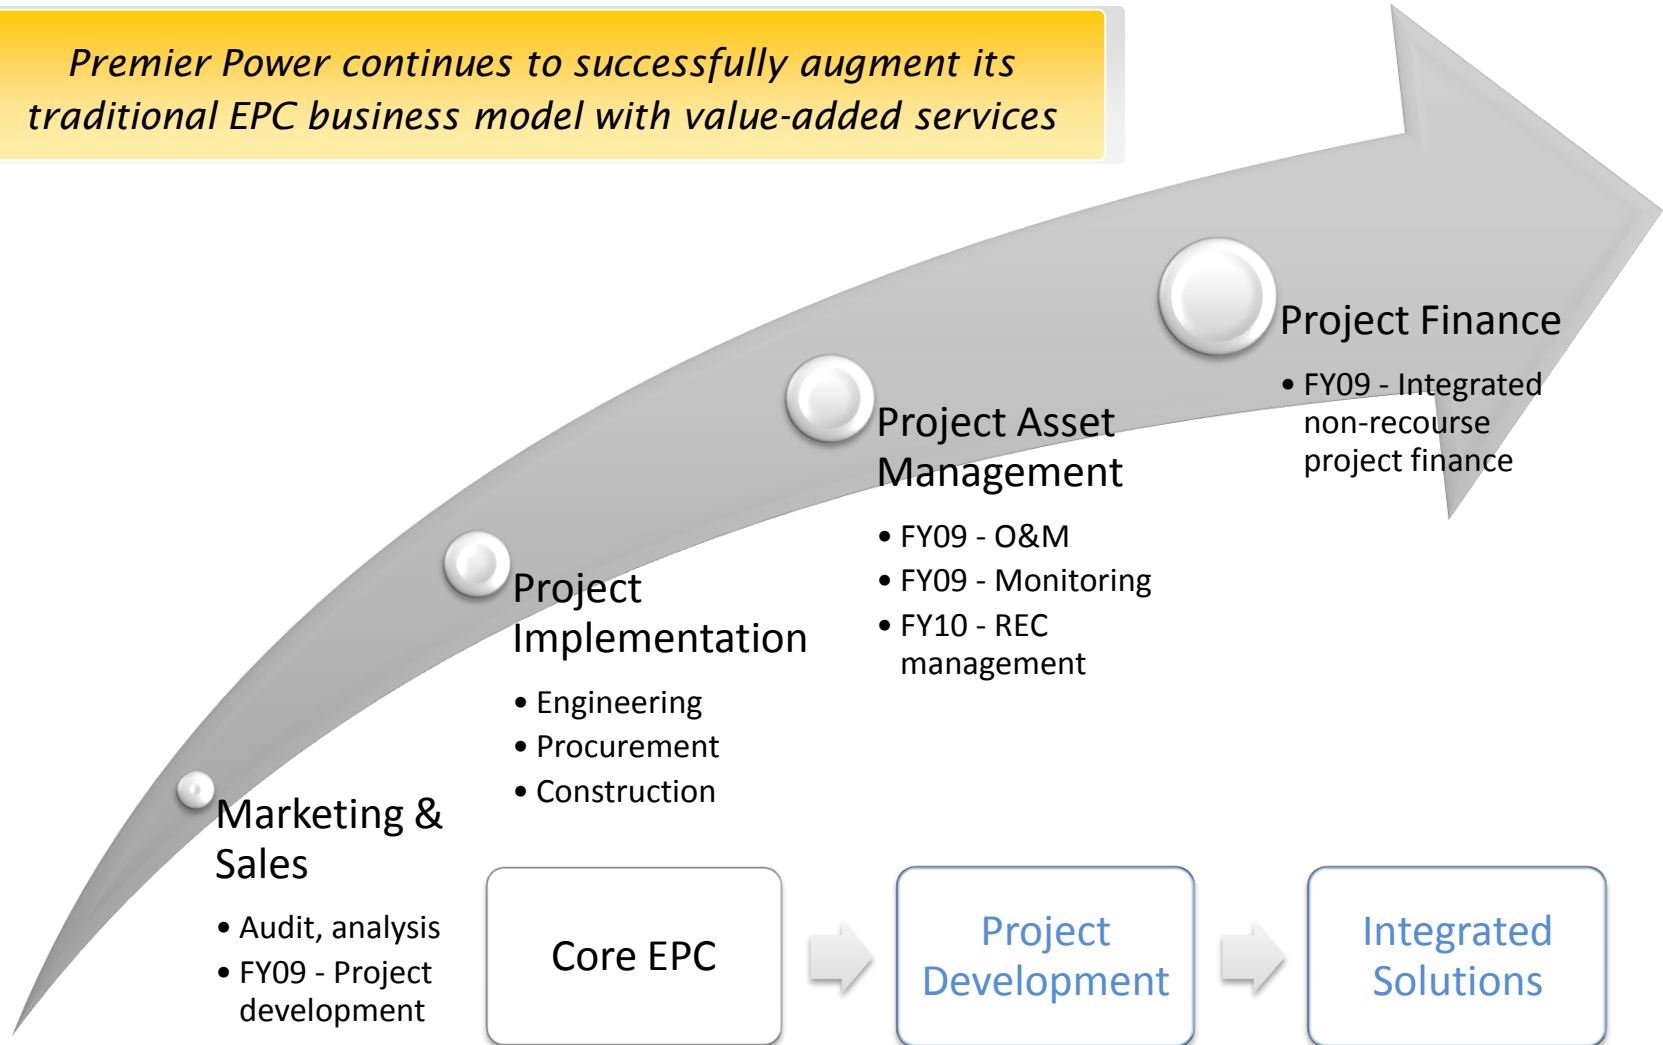 Premier Power continues to successfully augment its
traditional EPC business model with value-added services
Project Finance
• FY09 - Integrated
non-recourse
project finance
Project Asset
Management
• FY09 - O&M
• FY09 - Monitoring
• FY10 - REC
management
Project
Implementation
• Engineering
• Procurement
• Construction
Marketing &
Sales
• Audit, analysis
• FY09 - Project
development
Core EPC
Project
Development
Integrated
Solutions